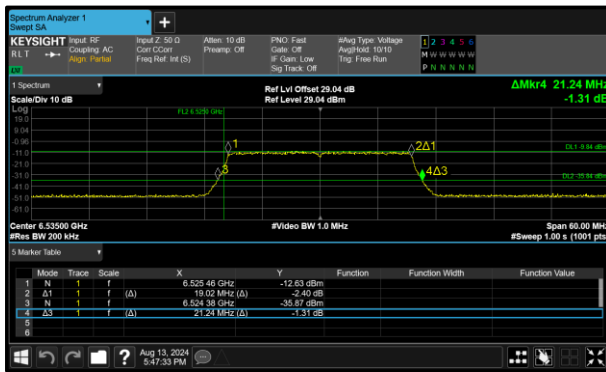 Spectrum Analyzer 1
Swept SA
KEYSIGHT Input: RF Input Z: 50 Ω Atten: 10 dB PNO: Fast #Avg Type: Voltage 1 2 3 4 5 6
RLT Coupling: AC Corr CCorr Preamp: Off Gate: Off Avg|Hold: 10/10 M W W W W W
Align: Partial Freq Ref: Int (S) IF Gain: Low Trig: Free Run P N N N N N
Sig Track: Off
1 Spectrum Ref Lvl Offset 29.04 dB ΔMkr4 21.24 MHz
Scale/Div 10 dB Ref Level 29.04 dBm -1.31 dB
Log
19.0 FL2 6.5250 GHz
9.04
-0.96 1 2Δ1
-11.0 DL1 -9.84 dBm
-21.0 3 4Δ3
-31.0 DL2 -35.84 dBm
-41.0
-51.0
-61.0
Center 6.53500 GHz #Video BW 1.0 MHz Span 60.00 MHz
#Res BW 200 kHz #Sweep 1.00 s (1001 pts
5 Marker Table
Mode Trace Scale X Y Function Function Width Function Value
1 N 1 f 6.525 46 GHz -12.63 dBm
2 Δ1 1 f (Δ) 19.02 MHz (Δ) -2.40 dB
3 N 1 f 6.524 38 GHz -35.87 dBm
4 Δ3 1 f (Δ) 21.24 MHz (Δ) -1.31 dB
5
6
? Aug 13, 2024
5:47:33 PM